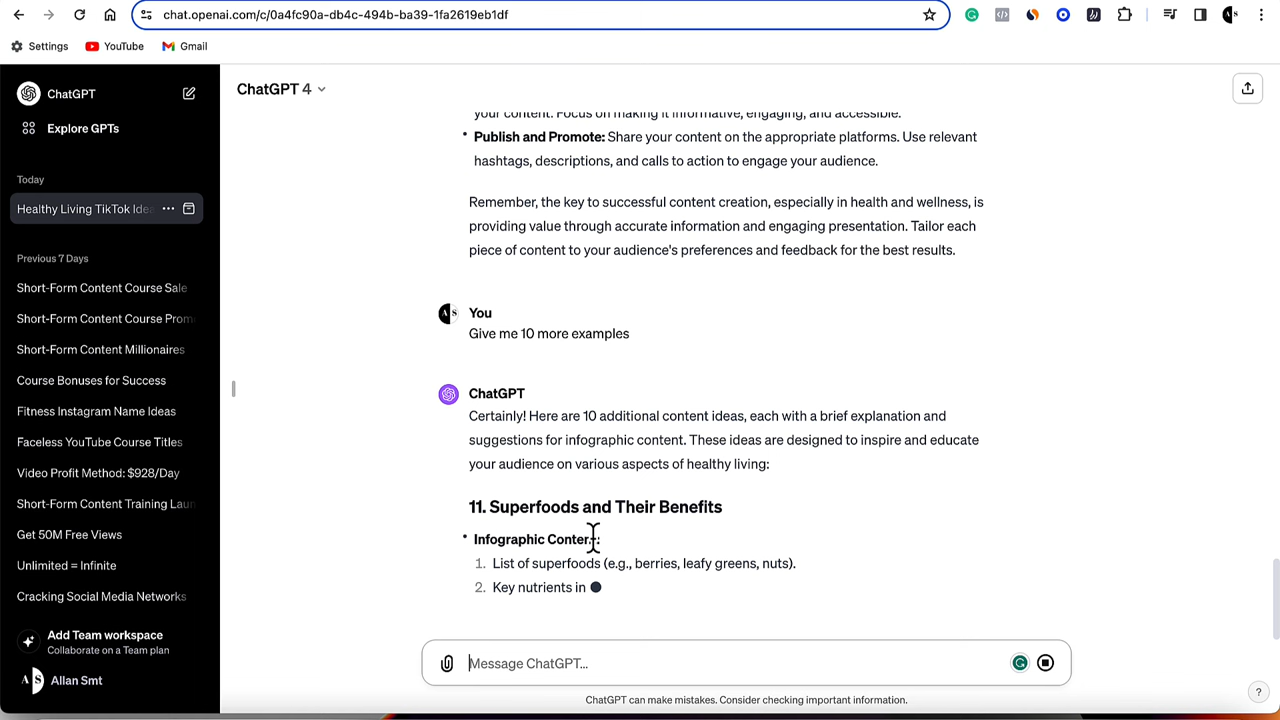 chat.openai.com/c/0a4fc90a-db4c-494b-ba39-1fa2619eb1df
Settings
YouTube
Gmail
ChatGPT
Explore GPTs
Today
Healthy Living TikTok Idea
Previous 7 Days
Short-Form Content Course Sale
Short-Form Content Course Prom
Short-Form Content Millionaires
Course Bonuses for Success
Fitness Instagram Name Ideas
Faceless YouTube Course Titles
Video Profit Method: $928/Day
Short-Form Content Training Laun
Get 50M Free Views
Unlimited = Infinite
Cracking Social Media Networks
Add Team workspace
Collaborate on a Team plan
A S
Allan Smt
ChatGPT 4
your content. Focus on making it informative, engaging, and accessible.
• Publish and Promote: Share your content on the appropriate platforms. Use relevant
hashtags, descriptions, and calls to action to engage your audience.
Remember, the key to successful content creation, especially in health and wellness, is
providing value through accurate information and engaging presentation. Tailor each
piece of content to your audience's preferences and feedback for the best results.
A S
You
Give me 10 more examples
ChatGPT
Certainly! Here are 10 additional content ideas, each with a brief explanation and
suggestions for infographic content. These ideas are designed to inspire and educate
your audience on various aspects of healthy living:
11. Superfoods and Their Benefits
• Infographic Content:
1. List of superfoods (e.g., berries, leafy greens, nuts).
2. Key nutrients in
Message ChatGPT...
ChatGPT can make mistakes. Consider checking important information.
?